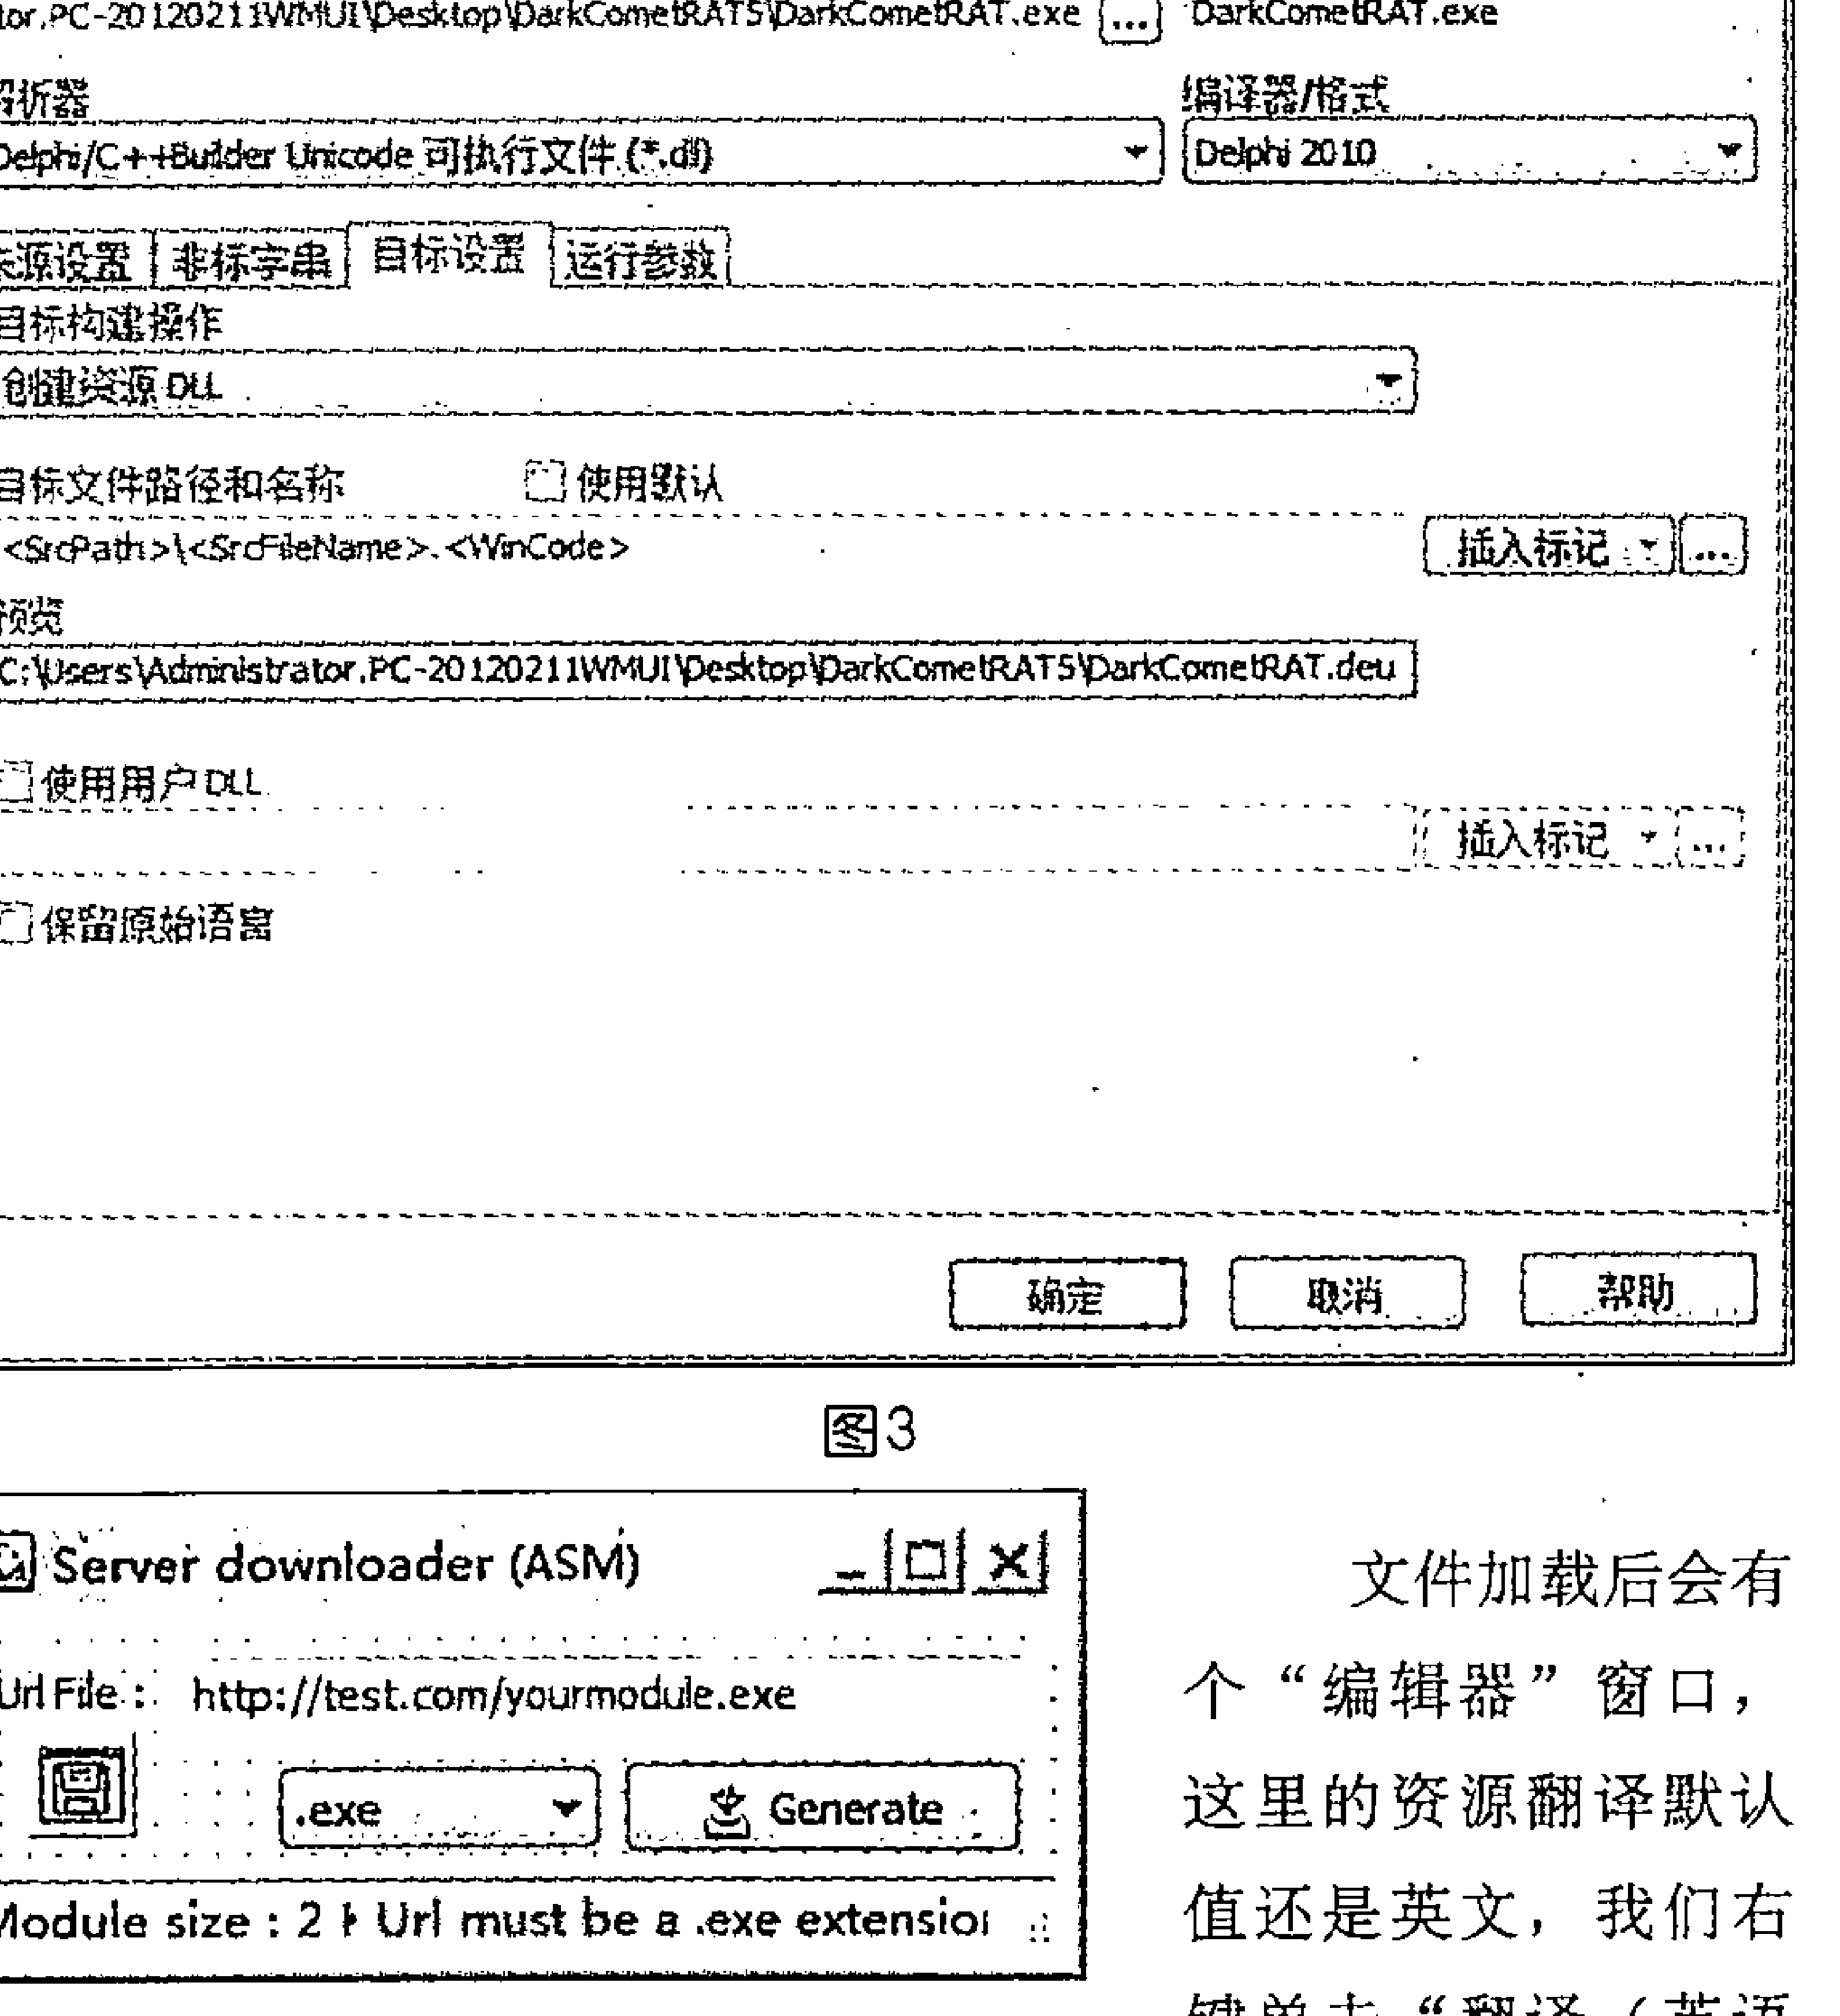 tor.PC-20120211WMUI\Desktop\DarkCometRAT5\DarkCometRAT.exe ... DarkCometRAT.exe
解析器 编译器/格式
Delphi/C++Builder Unicode 可执行文件 (*.dll) Delphi 2010
来源设置 非标字串 目标设置 运行参数
目标构建操作
创建资源 DLL
目标文件路径和名称 使用默认
<SrcPath>\<SrcFileName>.<WinCode> 插入标记 ...
预览
C:\Users\Administrator.PC-20120211WMUI\Desktop\DarkCometRAT5\DarkCometRAT.deu
使用用户 DLL
插入标记 ...
保留原始语言
确定 取消 帮助
图3
Server downloader (ASM)
Url File : http://test.com/yourmodule.exe
.exe Generate
Module size : 2 Url must be a .exe extension
文件加载后会有
个“编辑器”窗口，
这里的资源翻译默认
值还是英文，我们右
键单击“翻译（英语